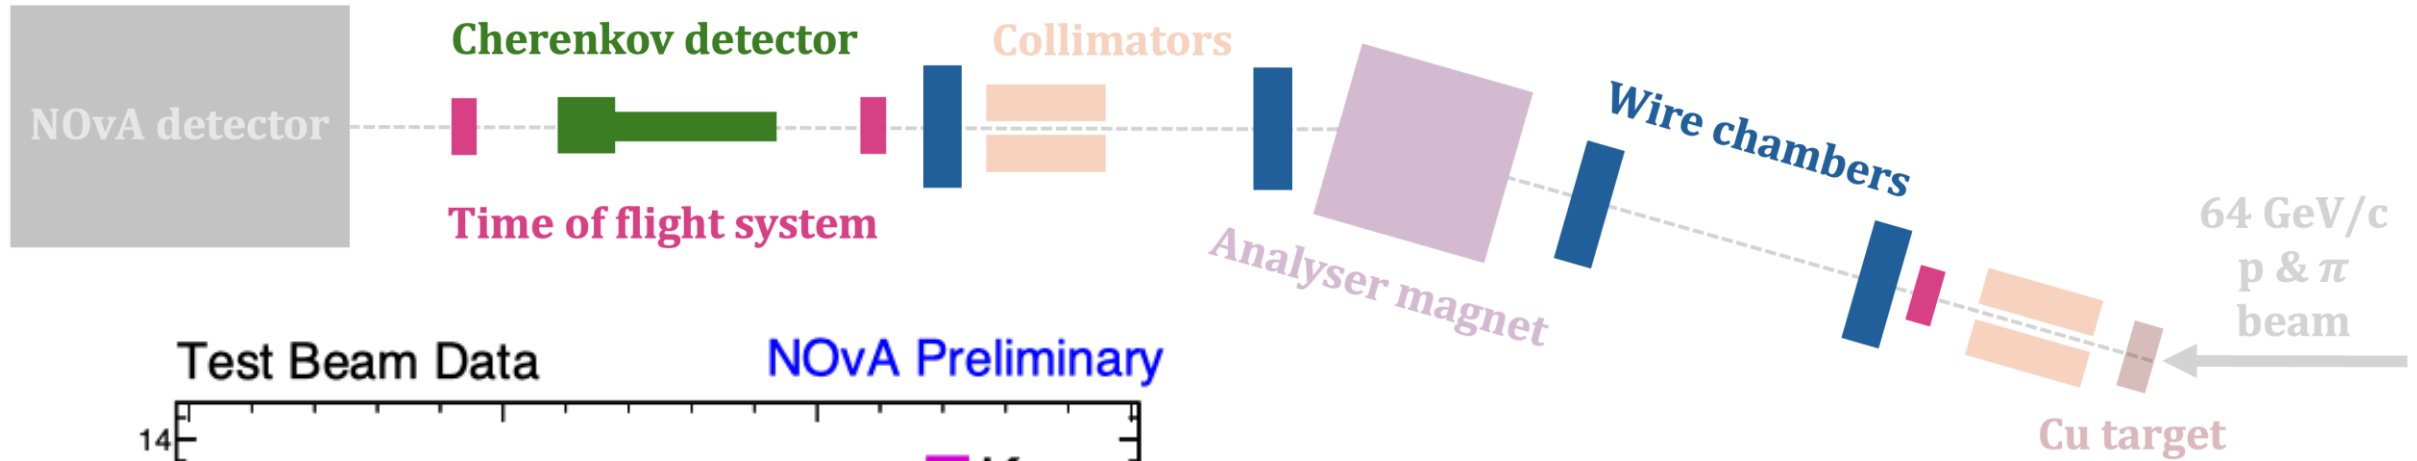 Cherenkov detector
Collimators
NOvA detector
Wire chambers
Time of flight system
Analyser magnet
64 GeV/c
p & π
beam
Cu target
Test Beam Data
NOvA Preliminary
14